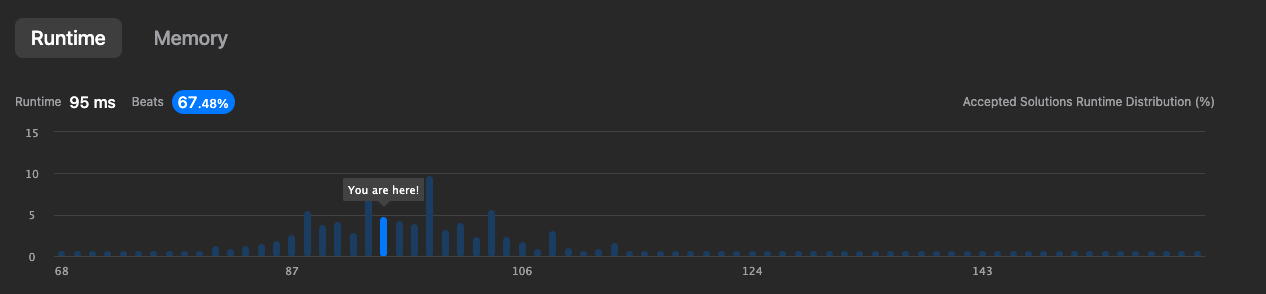 Runtime Memory
Runtime 95 ms Beats 67.48% Accepted Solutions Runtime Distribution (%)
15
10
You are here!
5
0
68 87 106 124 143